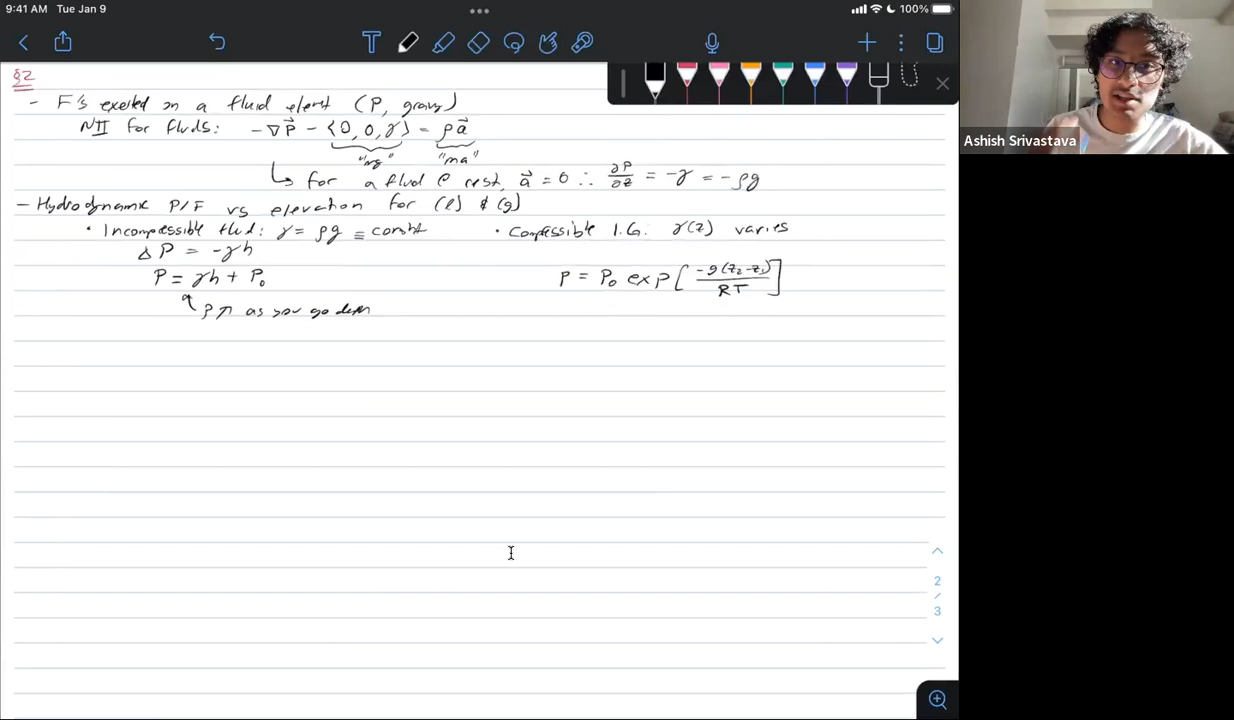 9:41 AM Tue Jan 9
100%
§2
- F's exerted on a fluid elemt (P, gravity)
NII for fluids: -∇P⃗ - <0, 0, γ> = ρa⃗
"mg" "ma"
↳ for a fluid @ rest, a⃗ = 0 ∴ ∂P/∂z = -γ = -ρg
- Hydrodynamic P/F vs elevation for (l) & (g)
• Incompressible fluid: γ = ρg ≡ const
ΔP = -γh
P = γh + P₀
as you go down
• Compressible I.G. γ(z) varies
P = P₀ exp[-g(z₂-z₁)/RT]
Ashish Srivastava
2
/
3